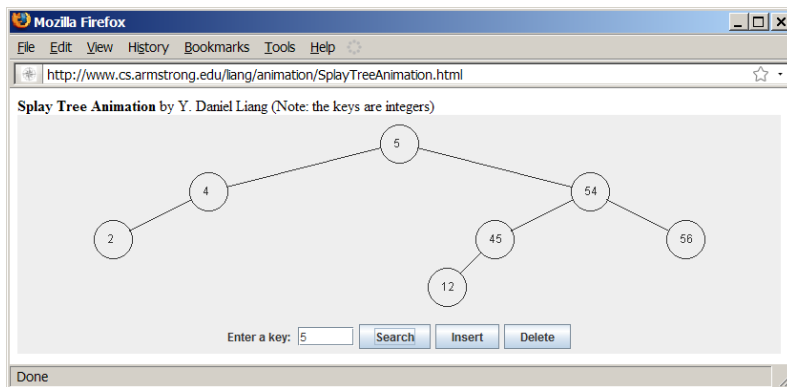 Mozilla Firefox
File Edit View History Bookmarks Tools Help
http://www.cs.armstrong.edu/liang/animation/SplayTreeAnimation.html
Splay Tree Animation by Y. Daniel Liang (Note: the keys are integers)
5
4 54
2 45 56
12
Enter a key: 5 Search Insert Delete
Done